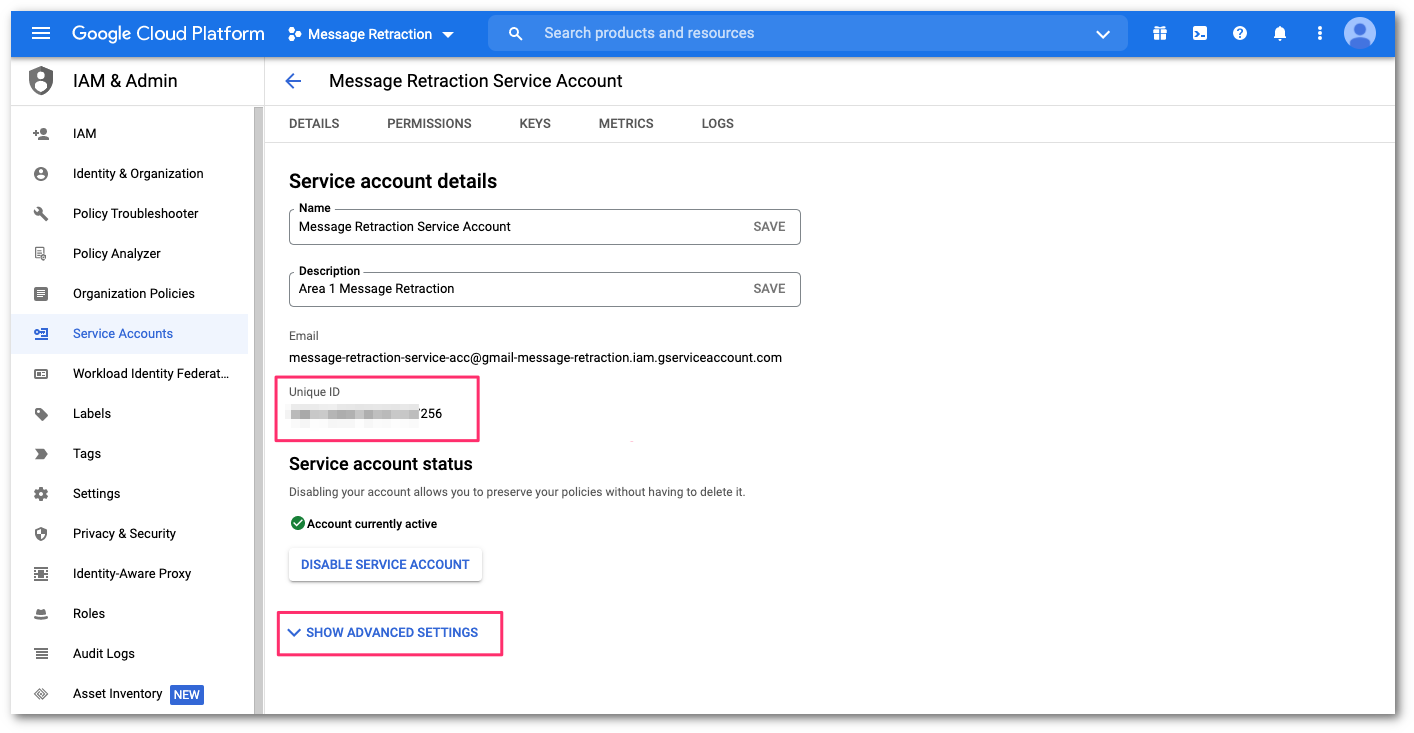 Google Cloud Platform
Message Retraction
Search products and resources
IAM & Admin
Message Retraction Service Account
IAM
Identity & Organization
Policy Troubleshooter
Policy Analyzer
Organization Policies
Service Accounts
Workload Identity Federat...
Labels
Tags
Settings
Privacy & Security
Identity-Aware Proxy
Roles
Audit Logs
Asset Inventory NEW
DETAILS PERMISSIONS KEYS METRICS LOGS
Service account details
Name
Message Retraction Service Account SAVE
Description
Area 1 Message Retraction SAVE
Email
message-retraction-service-acc@gmail-message-retraction.iam.gserviceaccount.com
Unique ID
256
Service account status
Disabling your account allows you to preserve your policies without having to delete it.
Account currently active
DISABLE SERVICE ACCOUNT
SHOW ADVANCED SETTINGS